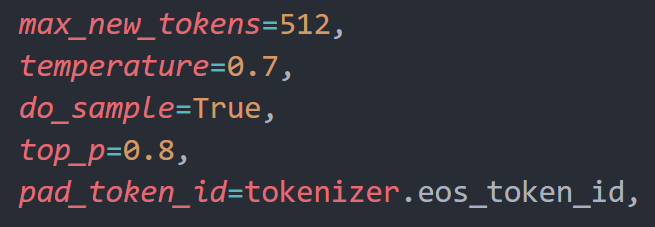 max_new_tokens=512,
temperature=0.7,
do_sample=True,
top_p=0.8,
pad_token_id=tokenizer.eos_token_id,